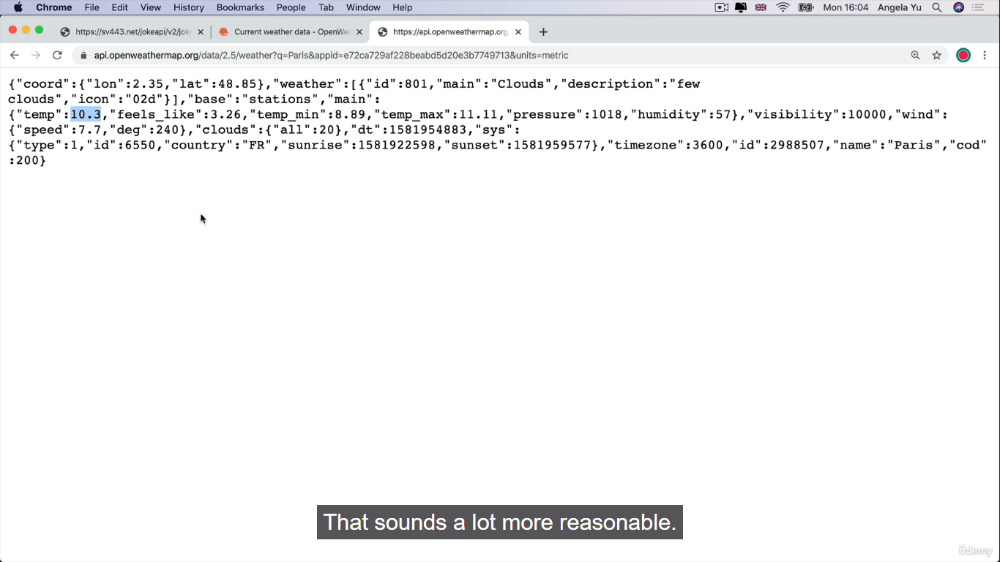 Chrome File Edit View History Bookmarks People Tab Window Help Mon 16:04 Angela Yu
https://sv443.net/jokeapi/v2/jok Current weather data - OpenWe https://api.openweathermap.org
api.openweathermap.org/data/2.5/weather?q=Paris&appid=e72ca729af228beabd5d20e3b7749713&units=metric
{"coord":{"lon":2.35,"lat":48.85},"weather":[{"id":801,"main":"Clouds","description":"few
clouds","icon":"02d"}],"base":"stations","main":
{"temp":10.3,"feels_like":3.26,"temp_min":8.89,"temp_max":11.11,"pressure":1018,"humidity":57},"visibility":10000,"wind":
{"speed":7.7,"deg":240},"clouds":{"all":20},"dt":1581954883,"sys":
{"type":1,"id":6550,"country":"FR","sunrise":1581922598,"sunset":1581959577},"timezone":3600,"id":2988507,"name":"Paris","cod"
:200}
That sounds a lot more reasonable.
ûdemy